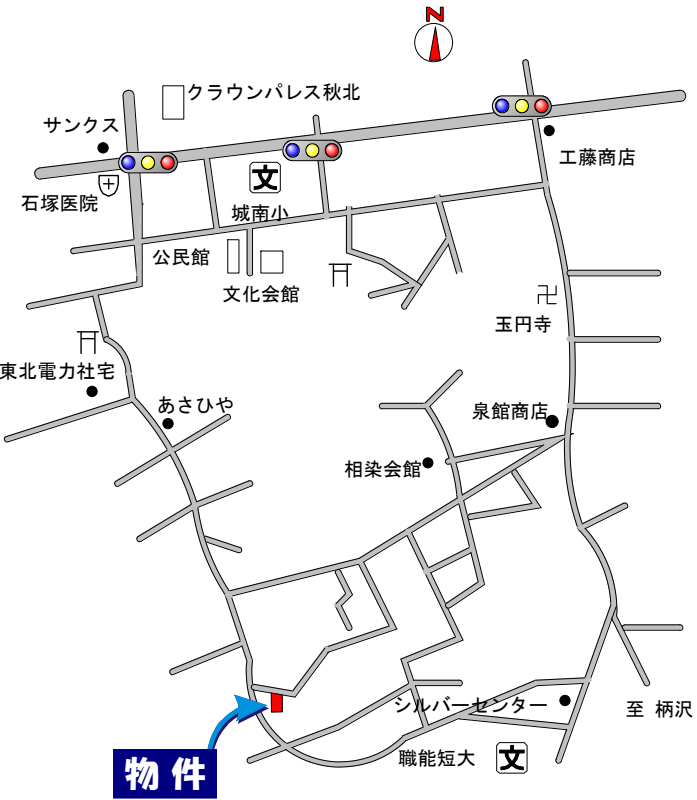 N
クラウンパレス秋北
サンクス
工藤商店
文
石塚医院
城南小
公民館
文化会館
玉円寺
東北電力社宅
あさひや
泉館商店
相染会館
シルバーセンター
至 柄沢
職能短大
文
物件